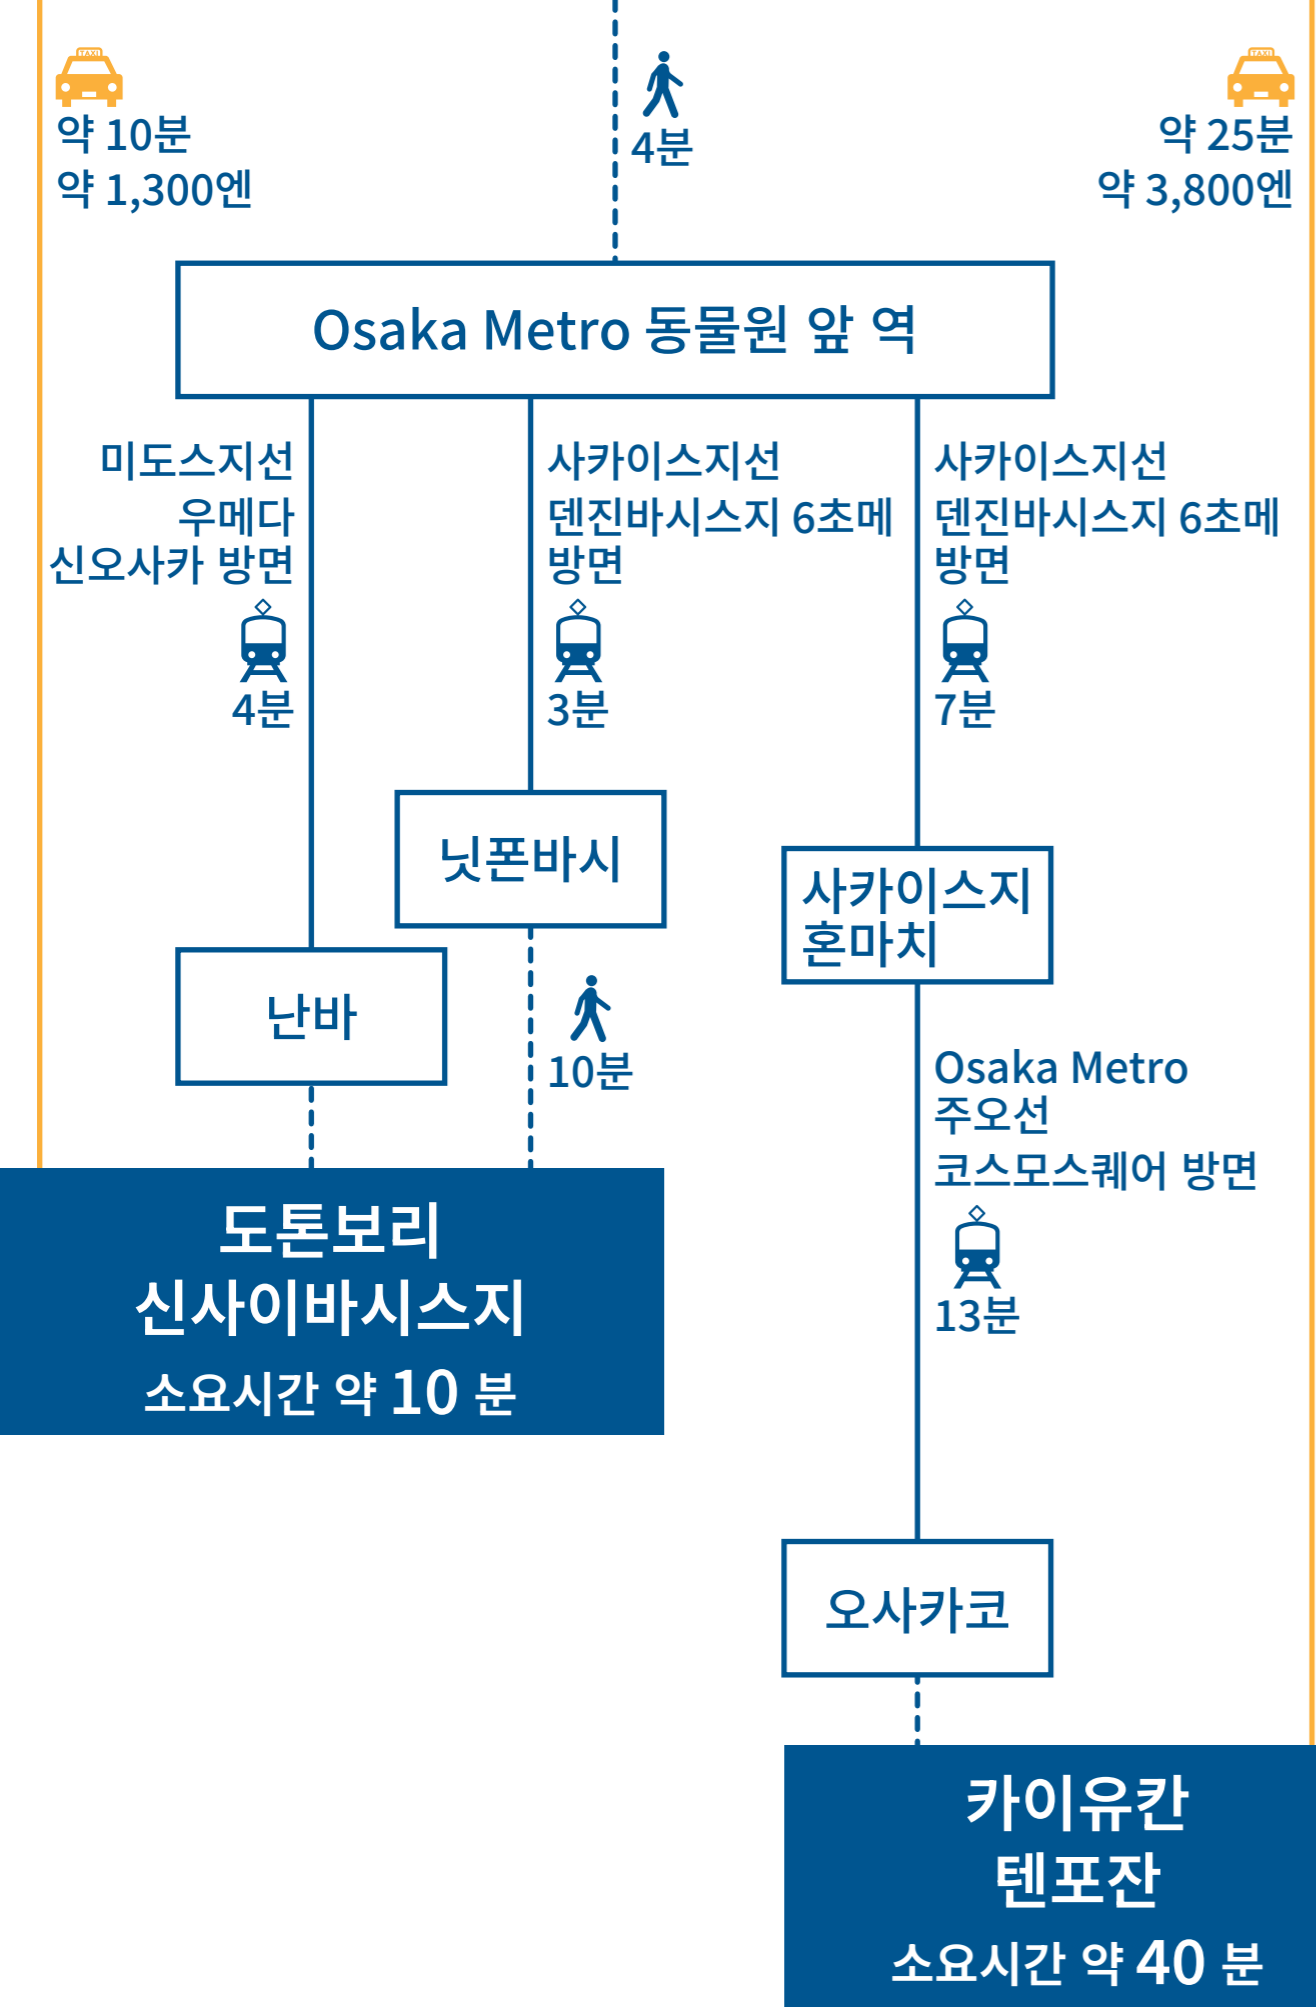 TAXI
약 10분
약 1,300엔
4분
TAXI
약 25분
약 3,800엔
Osaka Metro 동물원 앞 역
미도스지선
우메다
신오사카 방면
4분
사카이스지선
덴진바시스지 6초메
방면
3분
사카이스지선
덴진바시스지 6초메
방면
7분
닛폰바시
사카이스지
혼마치
난바
10분
Osaka Metro
주오선
코스모스퀘어 방면
13분
도톤보리
신사이바시스지
소요시간 약 10 분
오사카코
카이유칸
텐포잔
소요시간 약 40 분